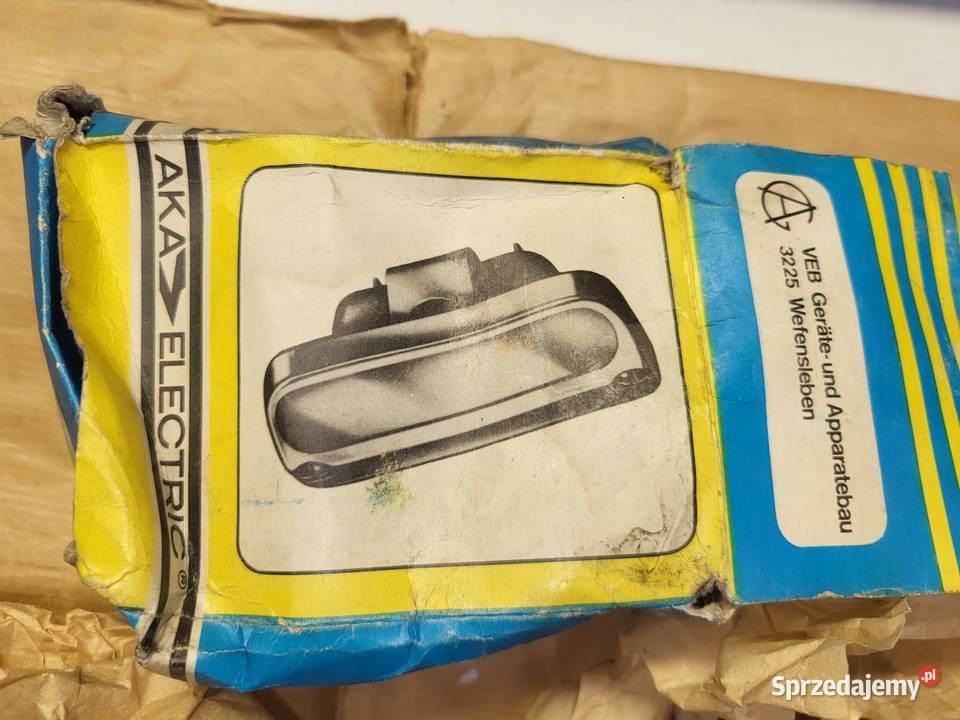 AKA ELECTRIC®
VEB Geräte-und Apparatebau
3225 Wefensleben
Sprzedajemy.pl